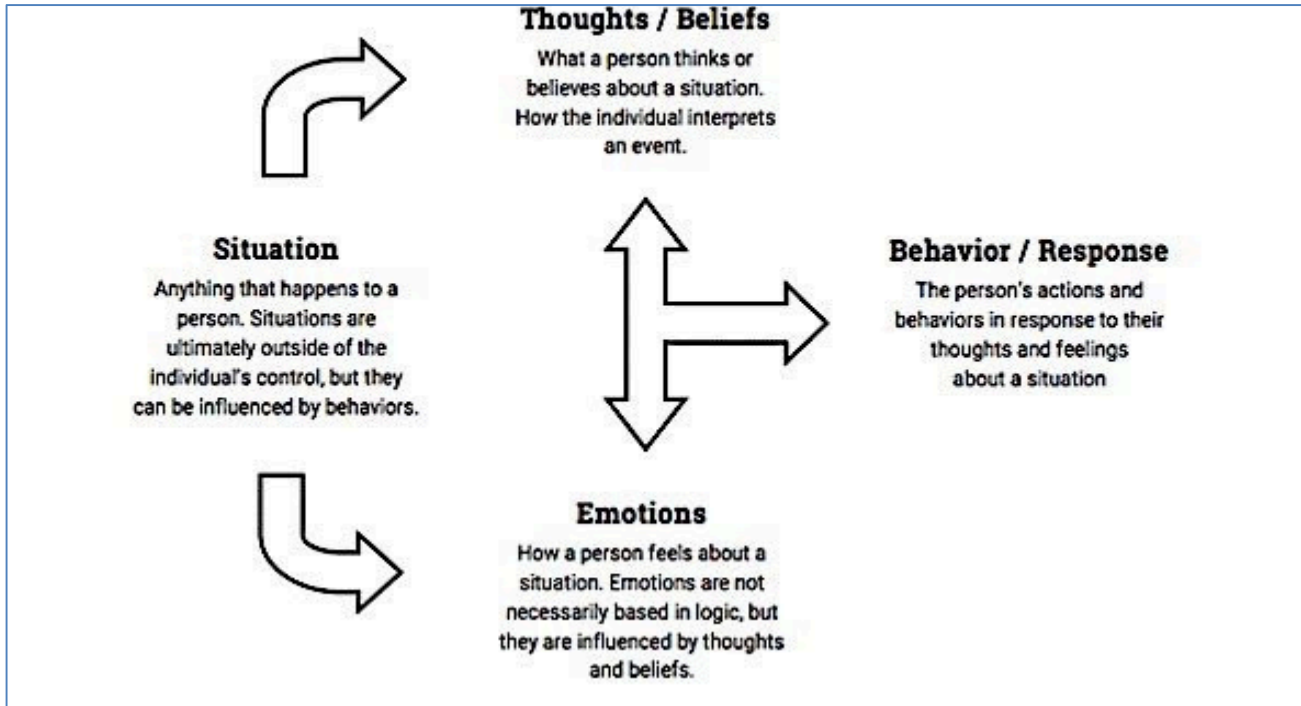 Thoughts / Beliefs
What a person thinks or
believes about a situation.
How the individual interprets
an event.
Situation
Anything that happens to a
person. Situations are
ultimately outside of the
individual's control, but they
can be influenced by behaviors.
Behavior / Response
The person's actions and
behaviors in response to their
thoughts and feelings
about a situation
Emotions
How a person feels about a
situation. Emotions are not
necessarily based in logic, but
they are influenced by thoughts
and beliefs.